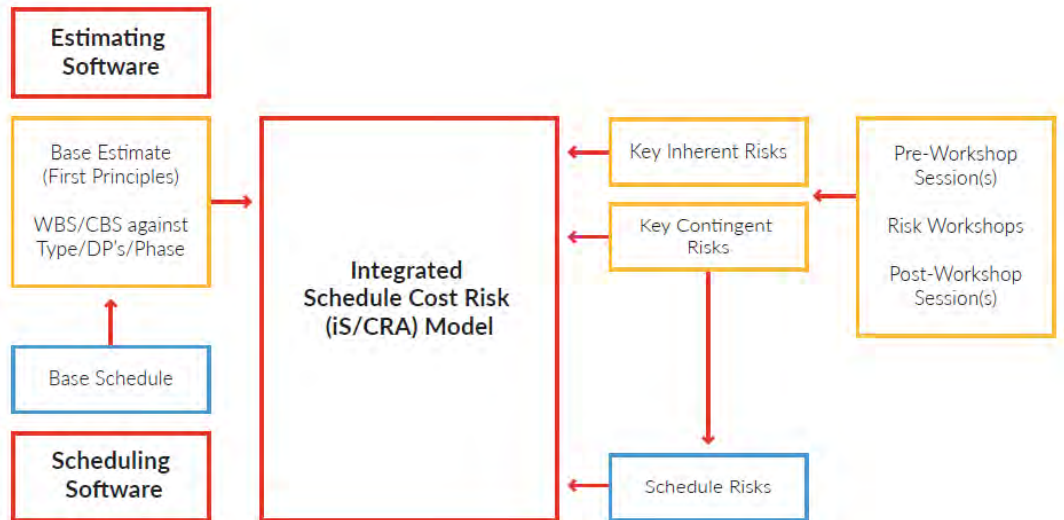 Estimating
Software
Base Estimate
(First Principles)
WBS/CBS against
Type/DP's/Phase
Base Schedule
Scheduling
Software
Integrated
Schedule Cost Risk
(iS/CRA) Model
Key Inherent Risks
Key Contingent
Risks
Schedule Risks
Pre-Workshop
Session(s)
Risk Workshops
Post-Workshop
Session(s)